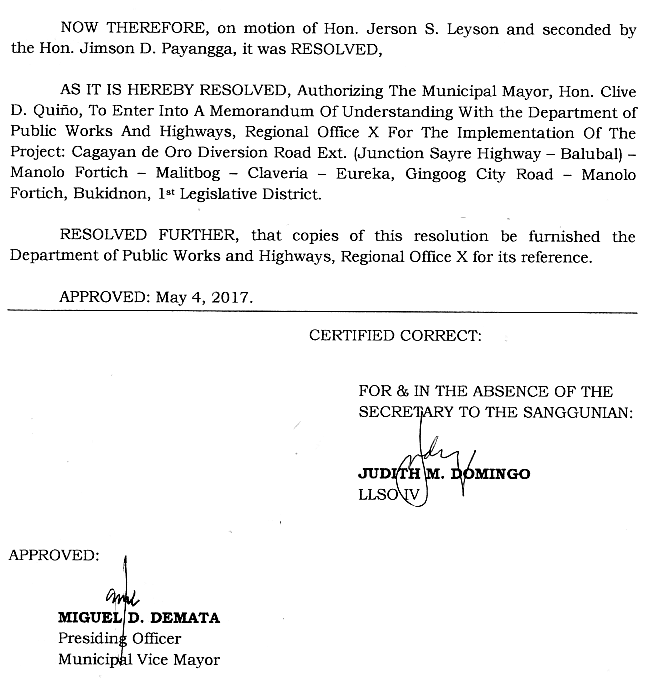 NOW THEREFORE, on motion of Hon. Jerson S. Leyson and seconded by
the Hon. Jimson D. Payangga, it was RESOLVED,
AS IT IS HEREBY RESOLVED, Authorizing The Municipal Mayor, Hon. Clive
D. Quiño, To Enter Into A Memorandum Of Understanding With the Department of
Public Works And Highways, Regional Office X For The Implementation Of The
Project: Cagayan de Oro Diversion Road Ext. (Junction Sayre Highway – Balubal) –
Manolo Fortich – Malitbog – Claveria – Eureka, Gingoog City Road – Manolo
Fortich, Bukidnon, 1st Legislative District.
RESOLVED FURTHER, that copies of this resolution be furnished the
Department of Public Works and Highways, Regional Office X for its reference.
APPROVED: May 4, 2017.
CERTIFIED CORRECT:
FOR & IN THE ABSENCE OF THE
SECRETARY TO THE SANGGUNIAN:
JUDITH M. DOMINGO
LLSO IV
APPROVED:
MIGUEL D. DEMATA
Presiding Officer
Municipal Vice Mayor